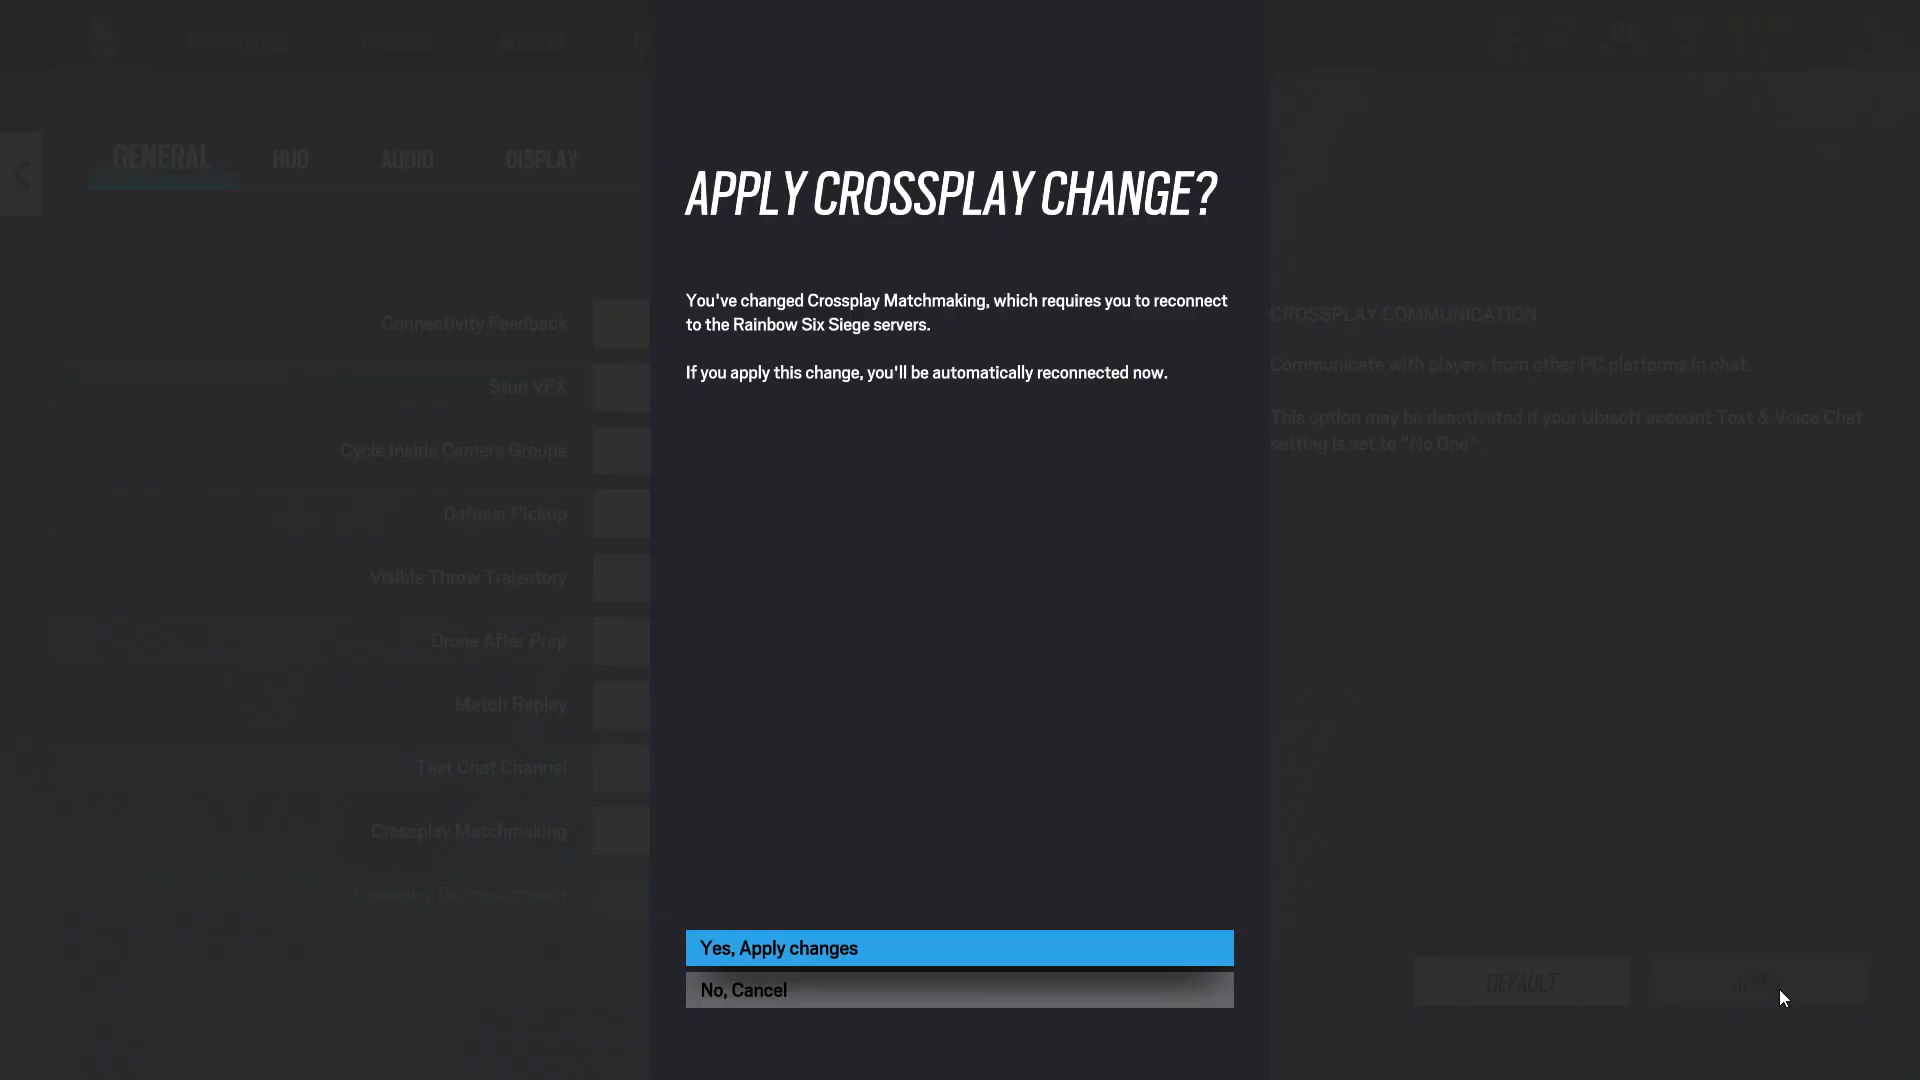 GENERAL
HUD
AUDIO
DISPLAY
APPLY CROSSPLAY CHANGE?
You've changed Crossplay Matchmaking, which requires you to reconnect
to the Rainbow Six Siege servers.
If you apply this change, you'll be automatically reconnected now.
Connectivity Feedback
Stun VFX
Cycle Inside Camera Groups
Defuser Pickup
Visible Throw Trajectory
Drone After Prep
Match Replay
Text Chat Channel
Crossplay Matchmaking
Crossplay Communication
CROSSPLAY COMMUNICATION
Communicate with players from other PC platforms in chat.
This option may be deactivated if your Ubisoft account Text & Voice Chat
setting is set to "No One".
Yes, Apply changes
No, Cancel
DEFAULT
APPLY